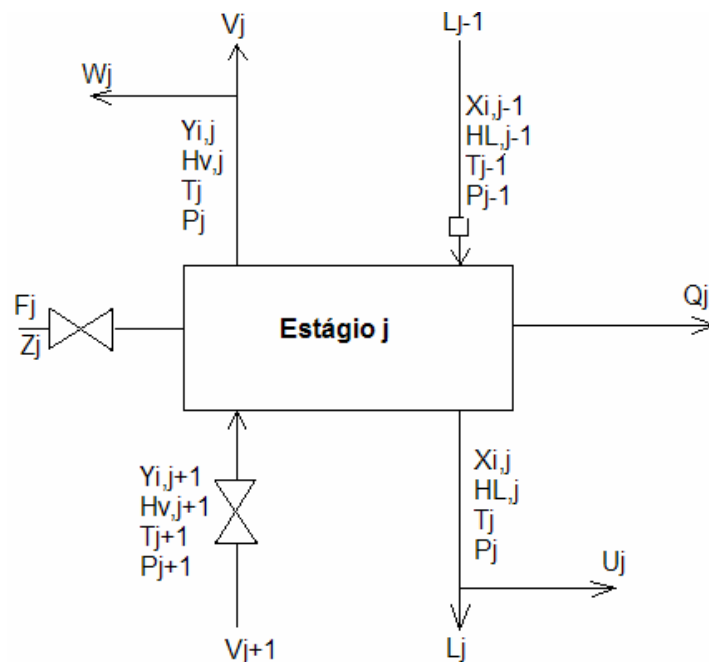 Vj
Lj-1
Wj
Xi,j-1
HL,j-1
Tj-1
Pj-1
Yi,j
Hv,j
Tj
Pj
Fj
Zj
Estágio j
Qj
Yi,j+1
Hv,j+1
Tj+1
Pj+1
Xi,j
HL,j
Tj
Pj
Uj
Vj+1
Lj